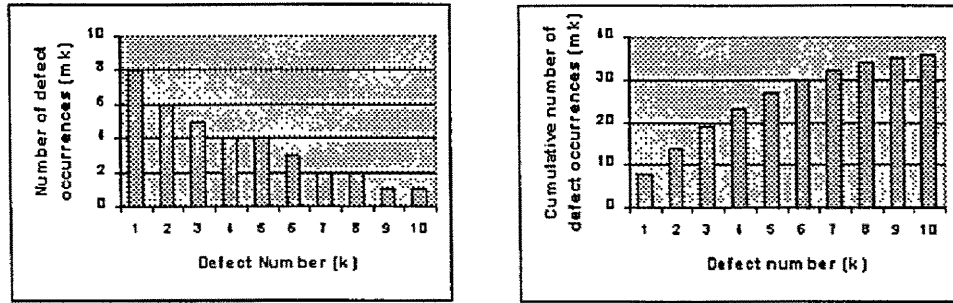 Number of defect
occurrences (mk)
10
8
6
4
2
0
1 2 3 4 5 6 7 8 9 10
Defect Number (k)
Cumulative number of
defect occurrences (mk)
40
30
20
10
0
1 2 3 4 5 6 7 8 9 10
Defect number (k)